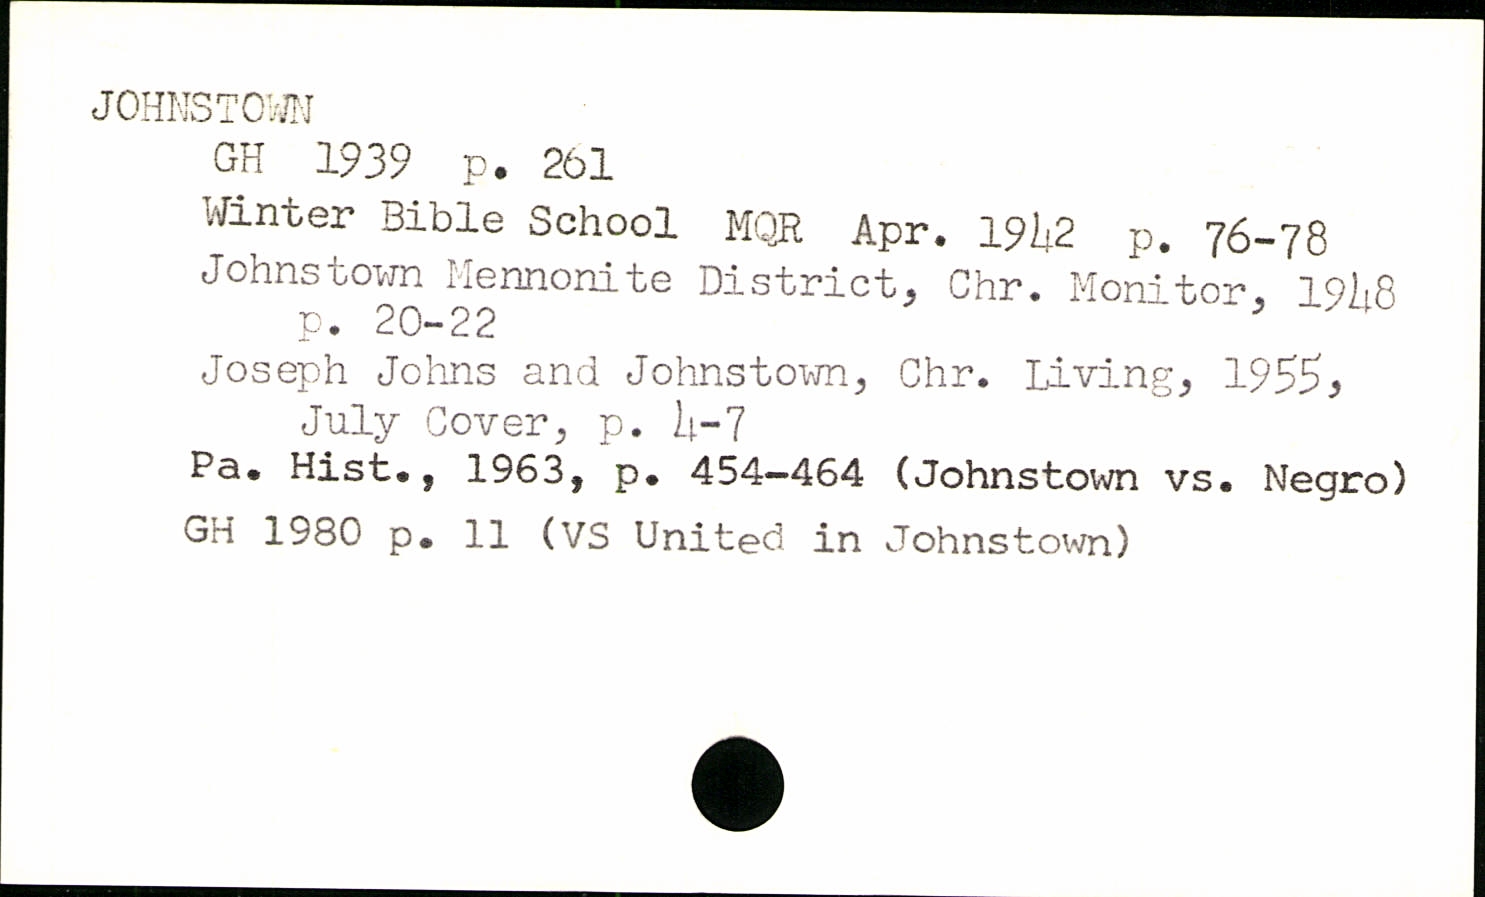 JOHNSTOWN
GH 1939 p. 261
Winter Bible School MQR Apr. 1942 p. 76-78
Johnstown Mennonite District, Chr. Monitor, 1948
p. 20-22
Joseph Johns and Johnstown, Chr. Living, 1955,
July Cover, p. 4-7
Pa. Hist., 1963, p. 454-464 (Johnstown vs. Negro)
GH 1980 p. 11 (VS United in Johnstown)